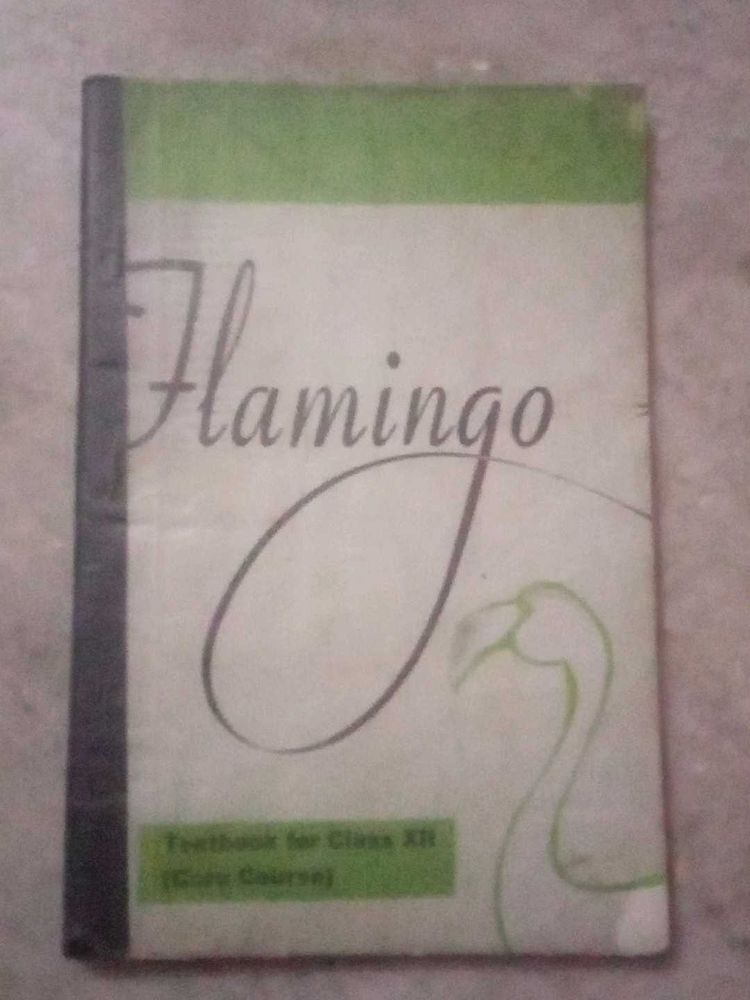 Flamingo
Textbook for Class XII
(Core Course)